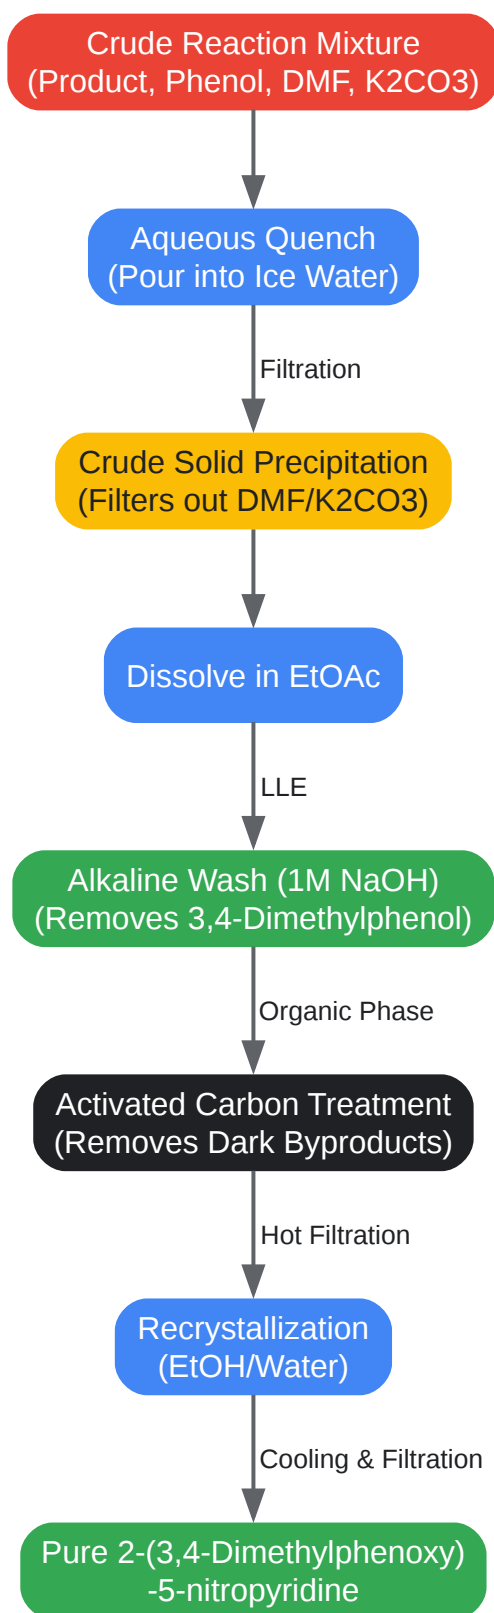 Crude Reaction Mixture
(Product, Phenol, DMF, K2CO3)
Aqueous Quench
(Pour into Ice Water)
Filtration
Crude Solid Precipitation
(Filters out DMF/K2CO3)
Dissolve in EtOAc
LLE
Alkaline Wash (1M NaOH)
(Removes 3,4-Dimethylphenol)
Organic Phase
Activated Carbon Treatment
(Removes Dark Byproducts)
Hot Filtration
Recrystallization
(EtOH/Water)
Cooling & Filtration
Pure 2-(3,4-Dimethylphenoxy)
-5-nitropyridine